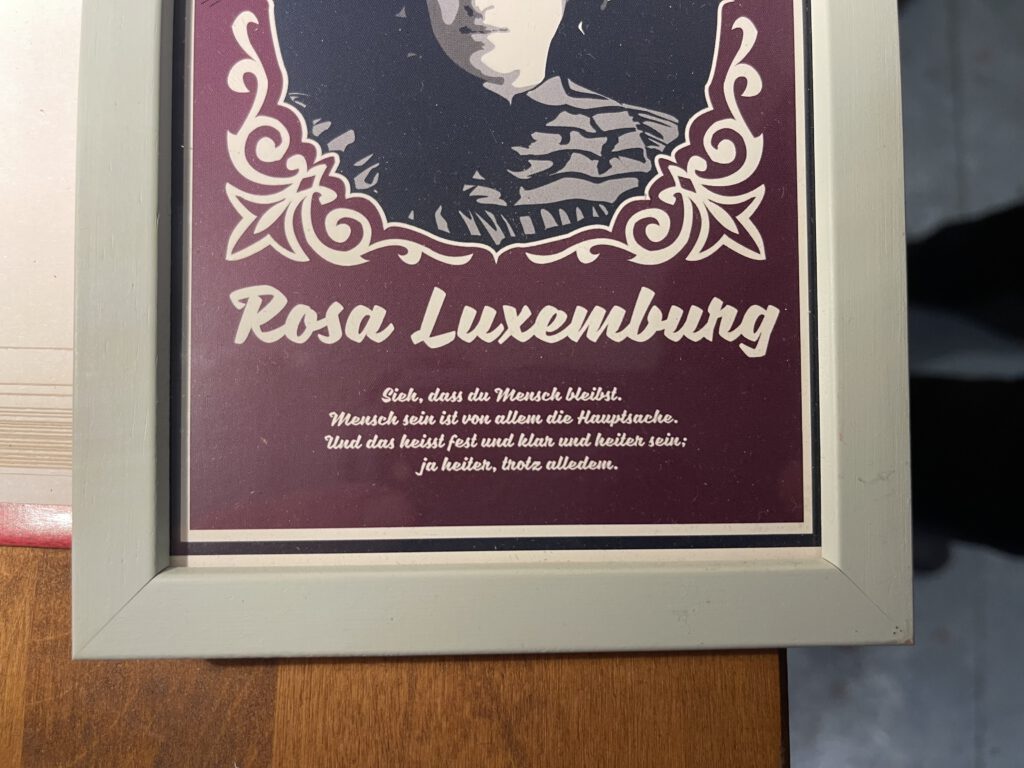 Rosa Luxemburg
Sieh, dass du Mensch bleibst.
Mensch sein ist von allem die Hauptsache.
Und das heisst fest und klar und heiter sein;
ja heiter, trotz alledem.